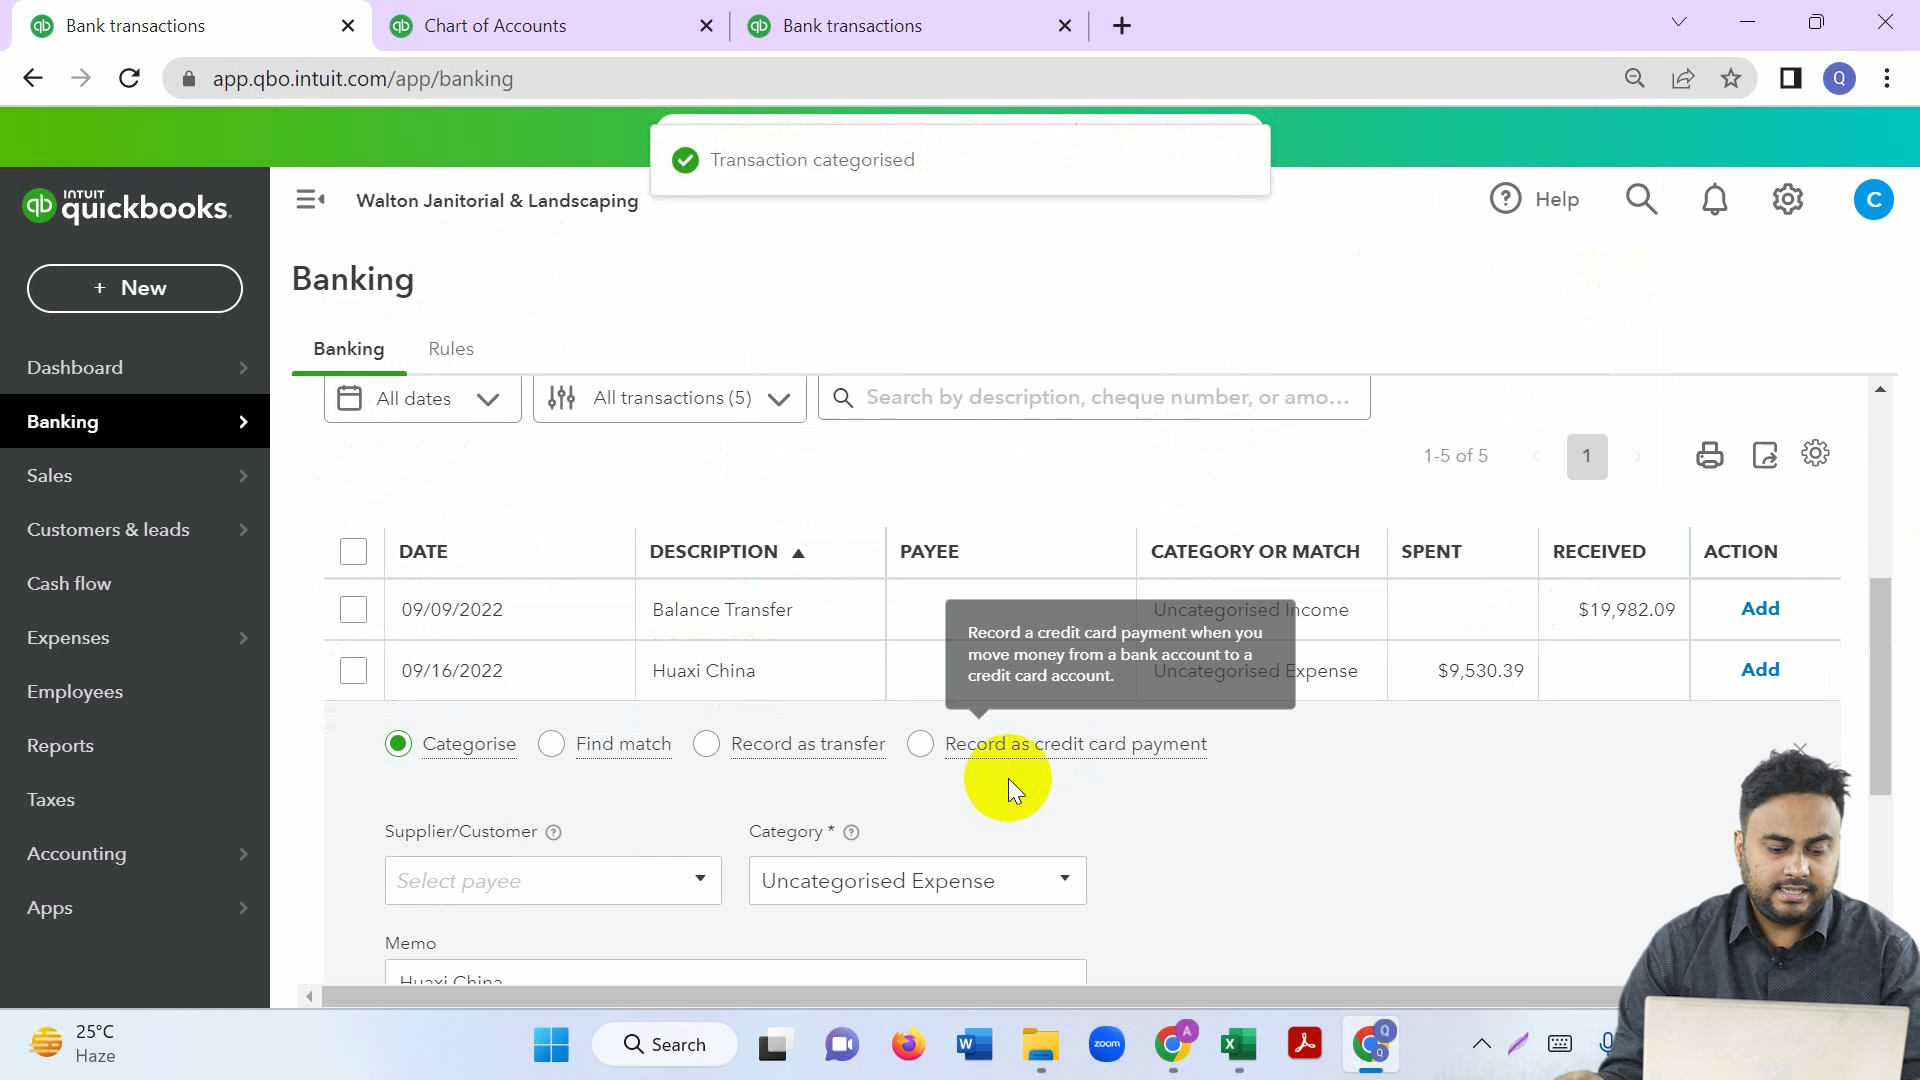 Bank transactions
Chart of Accounts
Bank transactions
app.qbo.intuit.com/app/banking
Q
Transaction categorised
INTUIT
quickbooks.
Walton Janitorial & Landscaping
Help
C
+ New
Banking
Banking
Rules
Dashboard
Banking
Sales
Customers & leads
Cash flow
Expenses
Employees
Reports
Taxes
Accounting
Apps
All dates
All transactions (5)
Search by description, cheque number, or amo...
1-5 of 5
1
DATE
DESCRIPTION
PAYEE
CATEGORY OR MATCH
SPENT
RECEIVED
ACTION
09/09/2022
Balance Transfer
Uncategorised Income
$19,982.09
Add
09/16/2022
Huaxi China
Uncategorised Expense
$9,530.39
Add
Record a credit card payment when you
move money from a bank account to a
credit card account.
Categorise
Find match
Record as transfer
Record as credit card payment
Supplier/Customer
Category *
Select payee
Uncategorised Expense
Memo
Huaxi China
25°C
Haze
Search
zoom